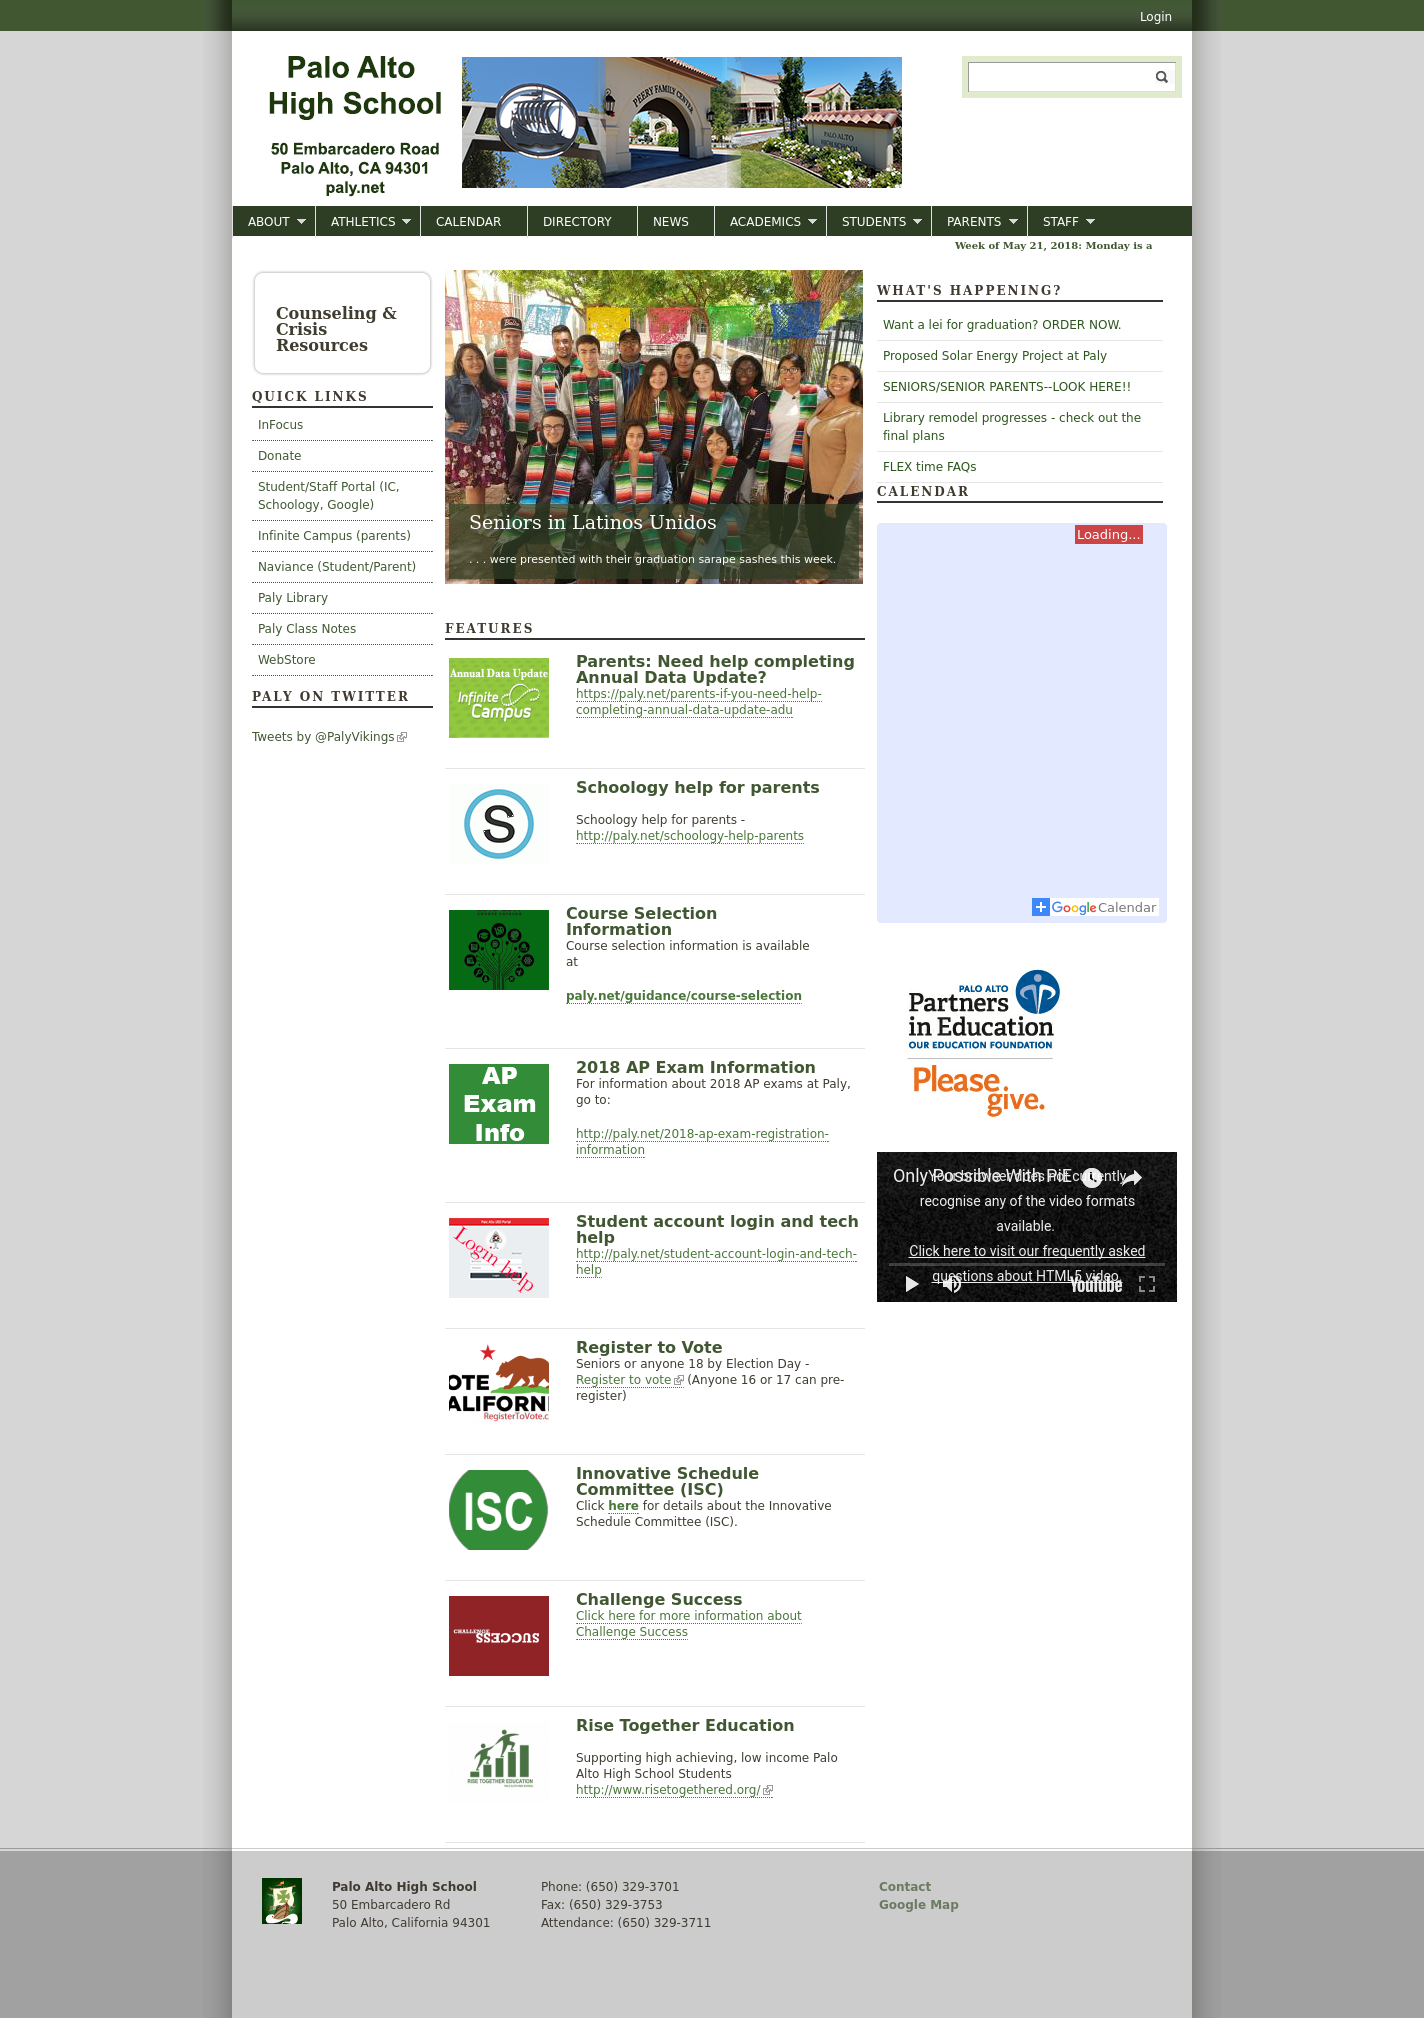 Login
Palo Alto
High School
50 Embarcadero Road
Palo Alto, CA 94301
paly.net
PEERY FAMILY CENTER
PALO ALTO
HIGH SCHOOL
ABOUT
ATHLETICS
CALENDAR
DIRECTORY
NEWS
ACADEMICS
STUDENTS
PARENTS
STAFF
Week of May 21, 2018: Monday is a
Counseling &
Crisis
Resources
QUICK LINKS
InFocus
Donate
Student/Staff Portal (IC,
Schoology, Google)
Infinite Campus (parents)
Naviance (Student/Parent)
Paly Library
Paly Class Notes
WebStore
PALY ON TWITTER
Tweets by @PalyVikings
Seniors in Latinos Unidos
. . . were presented with their graduation sarape sashes this week.
FEATURES
Annual Data Update
Infinite
Campus
Parents: Need help completing
Annual Data Update?
https://paly.net/parents-if-you-need-help-
completing-annual-data-update-adu
S
Schoology help for parents
Schoology help for parents -
http://paly.net/schoology-help-parents
Course Selection
Information
Course selection information is available
at
paly.net/guidance/course-selection
AP
Exam
Info
2018 AP Exam Information
For information about 2018 AP exams at Paly,
go to:
http://paly.net/2018-ap-exam-registration-
information
Login help
Student account login and tech
help
http://paly.net/student-account-login-and-tech-
help
OTE
ALIFORNI
RegisterToVote.c
Register to Vote
Seniors or anyone 18 by Election Day -
Register to vote (Anyone 16 or 17 can pre-
register)
ISC
Innovative Schedule
Committee (ISC)
Click here for details about the Innovative
Schedule Committee (ISC).
CHALLENGE
SUCCESS
Challenge Success
Click here for more information about
Challenge Success
RISE TOGETHER EDUCATION
Rise Together Education
Supporting high achieving, low income Palo
Alto High School Students
http://www.risetogethered.org/
WHAT'S HAPPENING?
Want a lei for graduation? ORDER NOW.
Proposed Solar Energy Project at Paly
SENIORS/SENIOR PARENTS--LOOK HERE!!
Library remodel progresses - check out the
final plans
FLEX time FAQs
CALENDAR
Loading...
Google Calendar
PALO ALTO
Partners
in Education
OUR EDUCATION FOUNDATION
Please
give.
Only Possible With PiE
Your browser does not currently
recognise any of the video formats
available.
Click here to visit our frequently asked
questions about HTML5 video.
YouTube
Palo Alto High School
50 Embarcadero Rd
Palo Alto, California 94301
Phone: (650) 329-3701
Fax: (650) 329-3753
Attendance: (650) 329-3711
Contact
Google Map